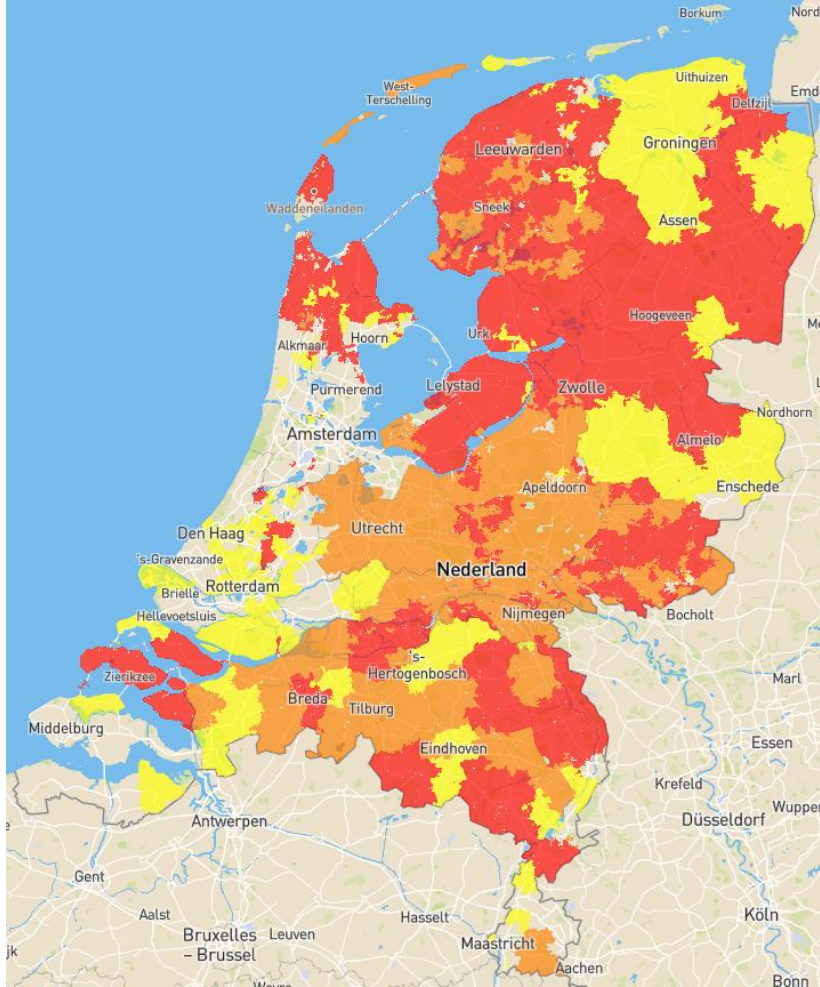 Borkum
Nord
West-
Terschelling
Uithuizen
Delfzijl
Emd
Leeuwarden
Groningen
Waddeneilanden
Sneek
Assen
Hoogeveen
Me
Alkmaar
Hoorn
Urk
Purmerend
Lelystad
Zwolle
Nordhorn
Amsterdam
Almelo
Apeldoorn
Enschede
Den Haag
Utrecht
's-Gravenzande
Nederland
Brielle
Rotterdam
Hellevoetsluis
Nijmegen
Bocholt
's-
Hertogenbosch
Zierikzee
Marl
Breda
Tilburg
Middelburg
Eindhoven
Essen
Krefeld
Wupper
Antwerpen
Düsseldorf
e
Gent
Hasselt
Aalst
Köln
Bruxelles
– Brussel
Leuven
Maastricht
jk
Aachen
Bonn